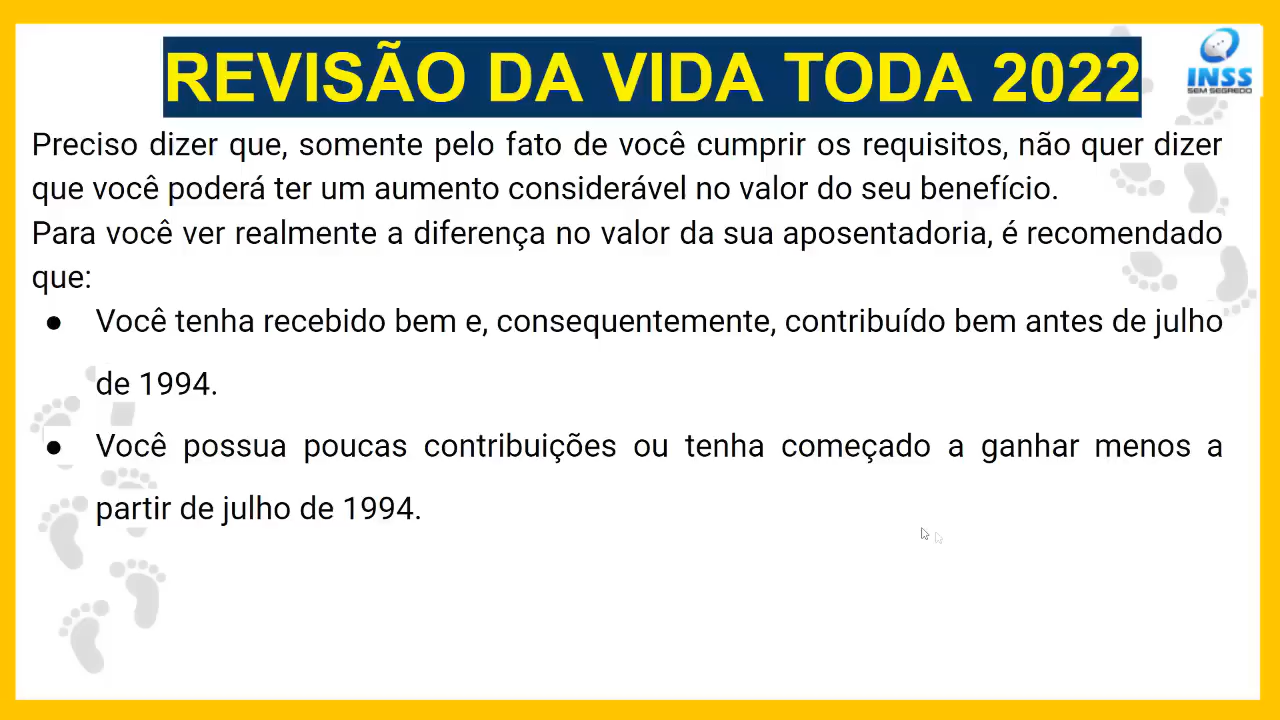 REVISÃO DA VIDA TODA 2022
INSS
SEM SEGREDO
Preciso dizer que, somente pelo fato de você cumprir os requisitos, não quer dizer
que você poderá ter um aumento considerável no valor do seu benefício.
Para você ver realmente a diferença no valor da sua aposentadoria, é recomendado
que:
● Você tenha recebido bem e, consequentemente, contribuído bem antes de julho
de 1994.
● Você possua poucas contribuições ou tenha começado a ganhar menos a
partir de julho de 1994.